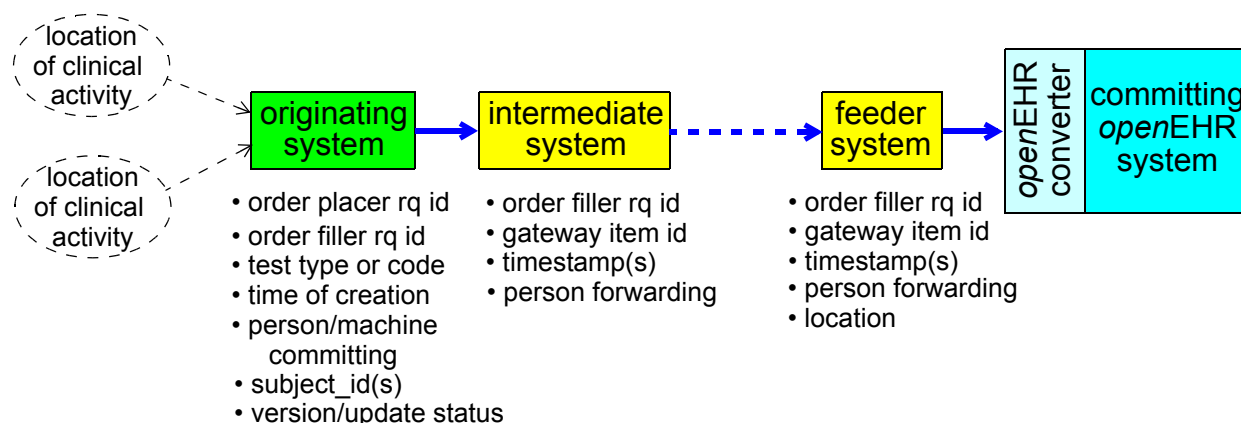 location
of clinical
activity
location
of clinical
activity
originating
system
intermediate
system
feeder
system
openEHR
converter
committing
openEHR
system
• order placer rq id
• order filler rq id
• test type or code
• time of creation
• person/machine
committing
• subject_id(s)
• version/update status
• order filler rq id
• gateway item id
• timestamp(s)
• person forwarding
• order filler rq id
• gateway item id
• timestamp(s)
• person forwarding
• location